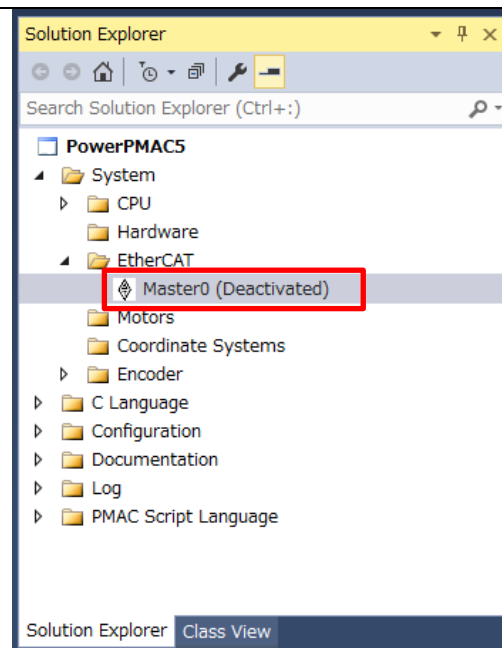 Solution Explorer
Search Solution Explorer (Ctrl+:)
PowerPMAC5
System
CPU
Hardware
EtherCAT
Master0 (Deactivated)
Motors
Coordinate Systems
Encoder
C Language
Configuration
Documentation
Log
PMAC Script Language
Solution Explorer Class View